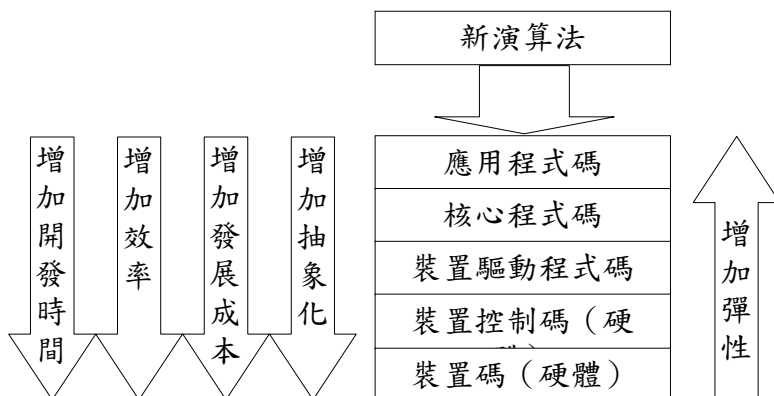 新演算法
應用程式碼
核心程式碼
裝置驅動程式碼
裝置控制碼（硬
裝置碼（硬體）
增加開發時間
增加效率
增加發展成本
增加抽象化
增加彈性